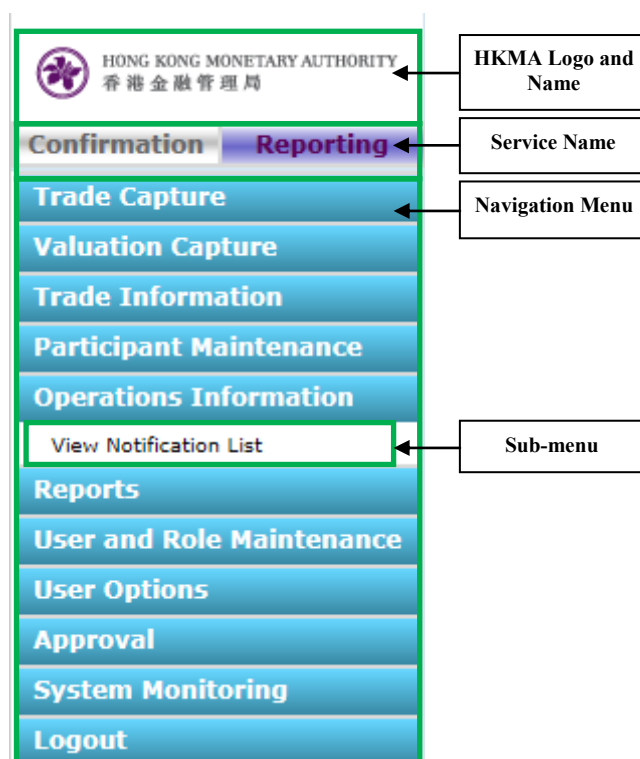 HONG KONG MONETARY AUTHORITY
香港金融管理局
HKMA Logo and
Name
Confirmation Reporting
Service Name
Trade Capture
Navigation Menu
Valuation Capture
Trade Information
Participant Maintenance
Operations Information
View Notification List
Sub-menu
Reports
User and Role Maintenance
User Options
Approval
System Monitoring
Logout